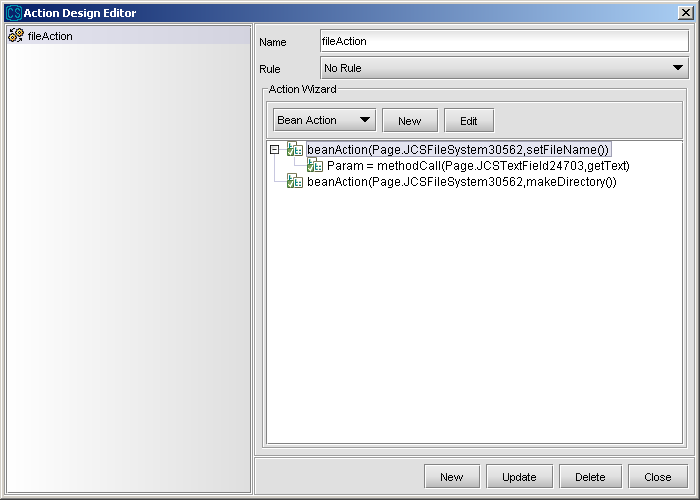 CS Action Design Editor
fileAction
Name fileAction
Rule No Rule
Action Wizard
Bean Action New Edit
beanAction(Page.JCSFileSystem30562,setFileName())
Param = methodCall(Page.JCSTextField24703,getText)
beanAction(Page.JCSFileSystem30562,makeDirectory())
New Update Delete Close